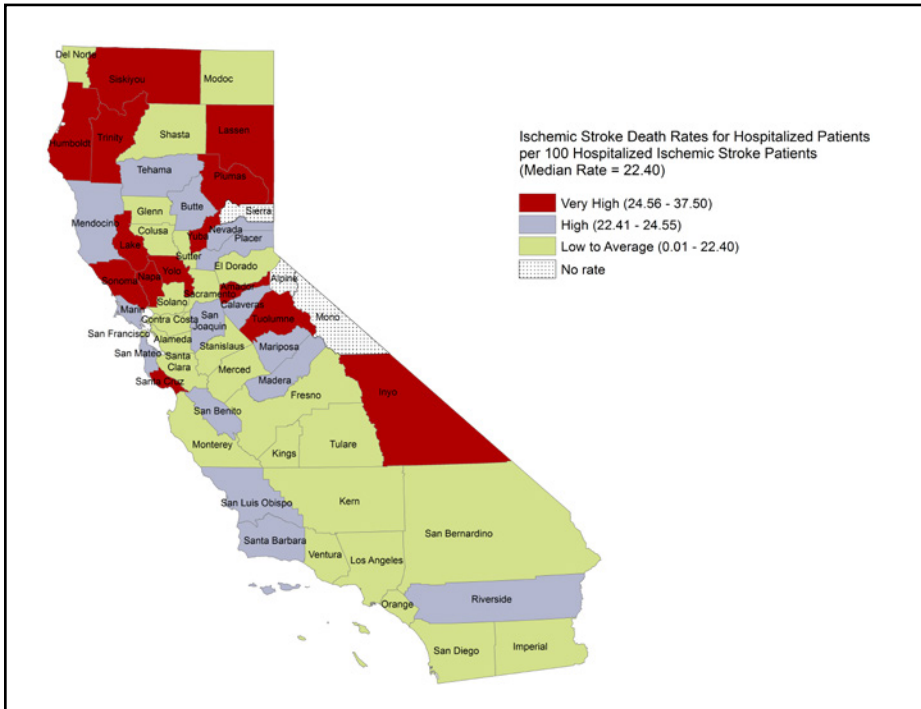 Del Norte
Siskiyou
Modoc
Humboldt
Trinity
Shasta
Lassen
Tehama
Plumas
Mendocino
Glenn
Butte
Sierra
Colusa
Lake
Yuba
Nevada
Placer
Sutter
El Dorado
Sonoma
Napa
Yolo
Sacramento
Amador
Alpine
Solano
Calaveras
Marin
Contra Costa
San Joaquin
Tuolumne
Mono
San Francisco
Alameda
Stanislaus
Mariposa
San Mateo
Santa Clara
Merced
Madera
Santa Cruz
Fresno
Inyo
San Benito
Monterey
Kings
Tulare
San Luis Obispo
Kern
San Bernardino
Santa Barbara
Ventura
Los Angeles
Orange
Riverside
San Diego
Imperial
Ischemic Stroke Death Rates for Hospitalized Patients
per 100 Hospitalized Ischemic Stroke Patients
(Median Rate = 22.40)
Very High (24.56 - 37.50)
High (22.41 - 24.55)
Low to Average (0.01 - 22.40)
No rate